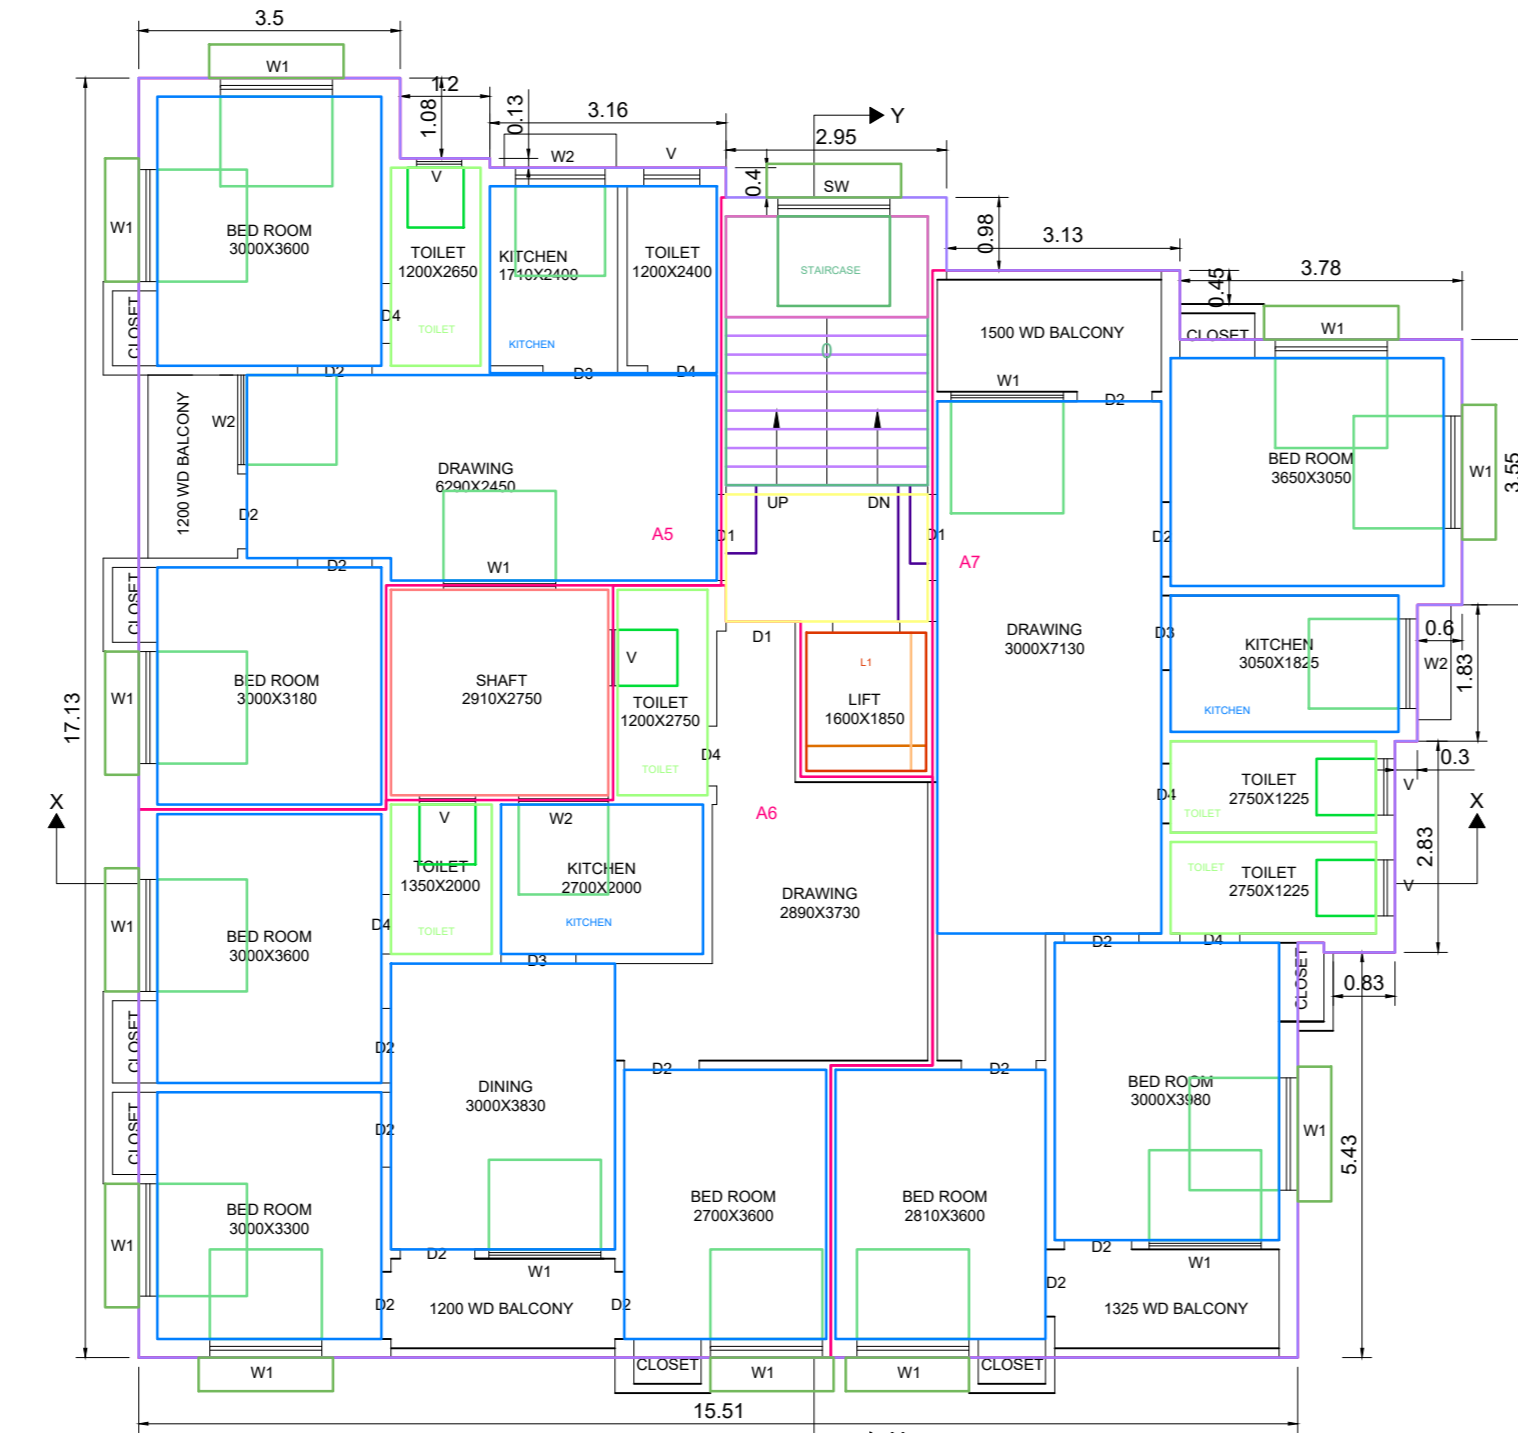 3.5
W1
1.2
1.08
0.13
3.16
Y
2.95
W2
V
V
0.4
SW
0.98
3.13
3.78
0.45
W1
BED ROOM
3000X3600
TOILET
1200X2650
KITCHEN
1710X2400
TOILET
1200X2400
STAIRCASE
CLOSET
D4
TOILET
KITCHEN
0
1500 WD BALCONY
CLOSET
W1
D2
D3
D4
W1
D2
1200 WD BALCONY
W2
DRAWING
6290X2450
BED ROOM
3650X3050
W1
3.55
D2
UP
DN
A5
D1
D1
A7
D2
D2
W1
CLOSET
D1
DRAWING
3000X7130
D3
KITCHEN
3050X1825
0.6
W2
1.83
W1
BED ROOM
3000X3180
SHAFT
2910X2750
V
TOILET
1200X2750
L1
LIFT
1600X1850
KITCHEN
17.13
D4
TOILET
0.3
TOILET
2750X1225
V
D4
TOILET
X
X
V
W2
A6
2.83
TOILET
1350X2000
KITCHEN
2700X2000
DRAWING
2890X3730
TOILET
TOILET
2750X1225
V
W1
BED ROOM
3000X3600
D4
TOILET
KITCHEN
D3
D2
D4
CLOSET
0.83
CLOSET
D2
D2
D2
DINING
3000X3830
BED ROOM
3000X3980
CLOSET
D2
W1
5.43
BED ROOM
3000X3300
BED ROOM
2700X3600
BED ROOM
2810X3600
W1
D2
W1
D2
W1
D2
D2
1200 WD BALCONY
D2
D2
1325 WD BALCONY
W1
CLOSET
W1
W1
CLOSET
15.51